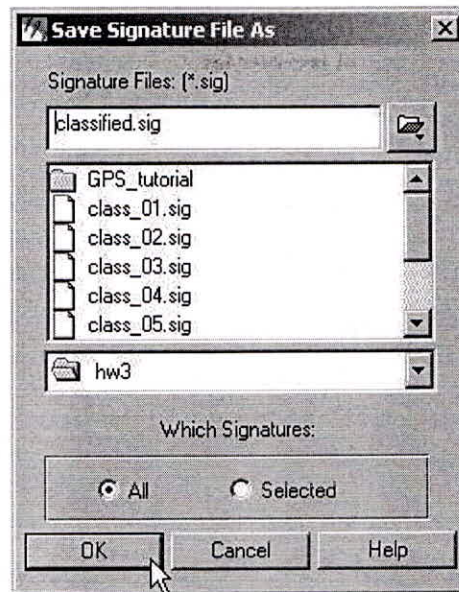 Save Signature File As
Signature Files: (*.sig)
classified.sig
GPS_tutorial
class_01.sig
class_02.sig
class_03.sig
class_04.sig
class_05.sig
hw3
Which Signatures:
All Selected
OK Cancel Help